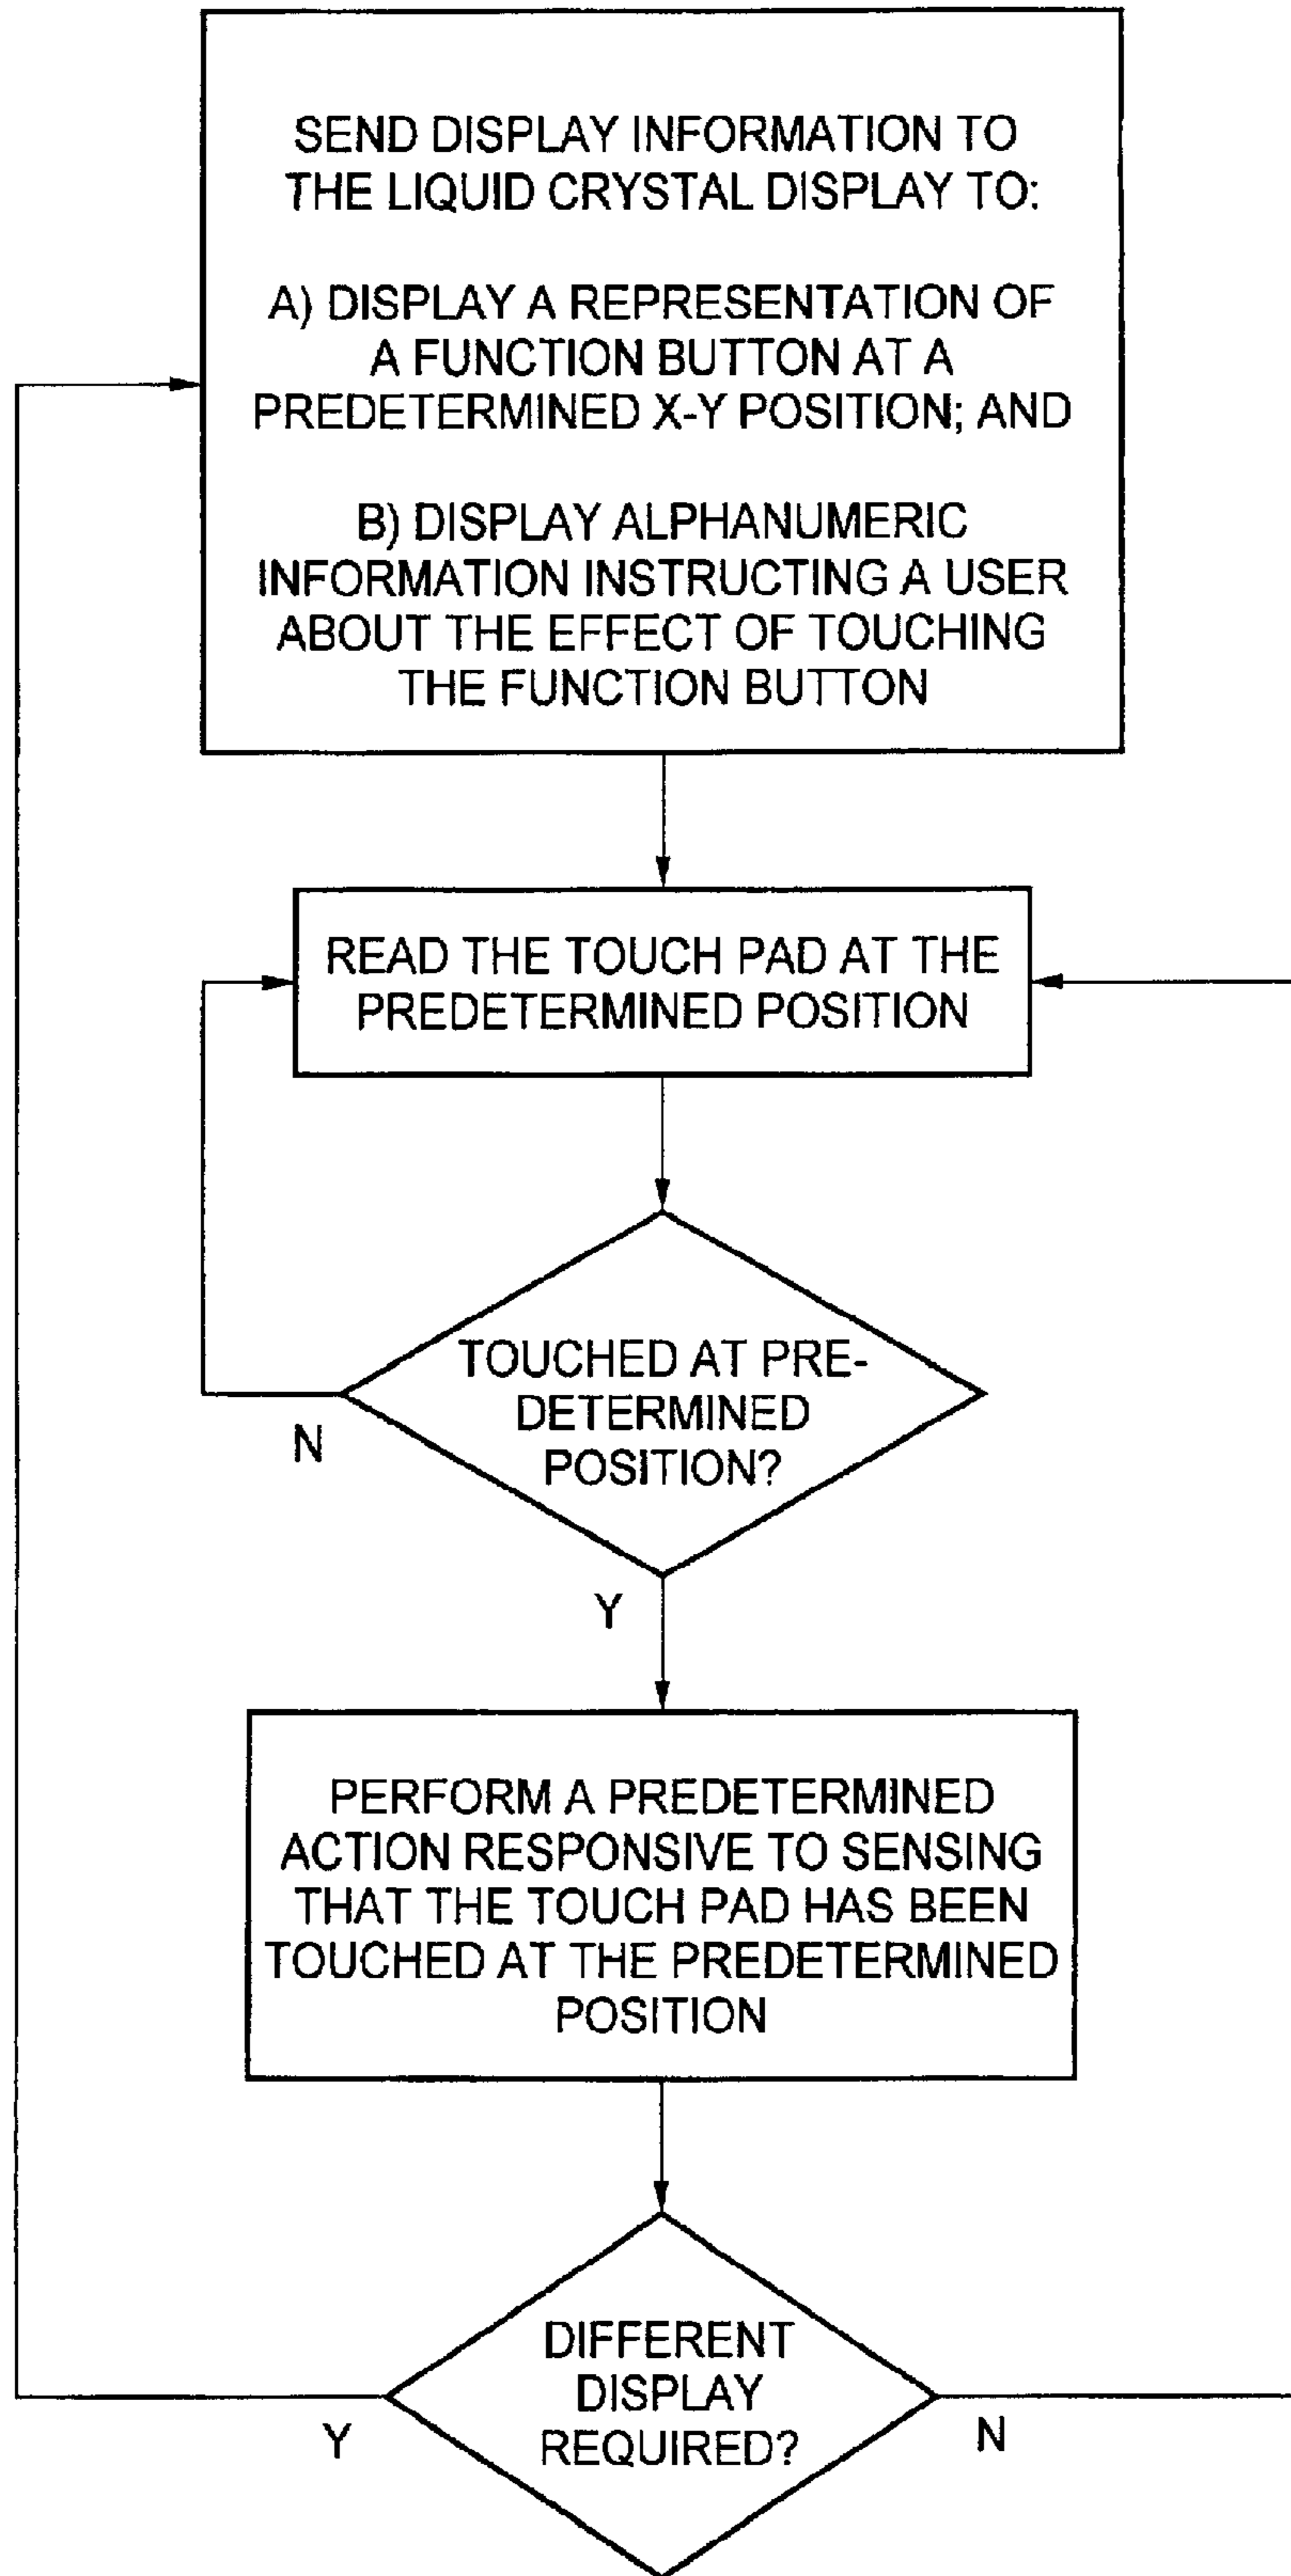 SEND DISPLAY INFORMATION TO
THE LIQUID CRYSTAL DISPLAY TO:
A) DISPLAY A REPRESENTATION OF
A FUNCTION BUTTON AT A
PREDETERMINED X-Y POSITION; AND
B) DISPLAY ALPHANUMERIC
INFORMATION INSTRUCTING A USER
ABOUT THE EFFECT OF TOUCHING
THE FUNCTION BUTTON
READ THE TOUCH PAD AT THE
PREDETERMINED POSITION
TOUCHED AT PRE-
DETERMINED
POSITION?
N
Y
PERFORM A PREDETERMINED
ACTION RESPONSIVE TO SENSING
THAT THE TOUCH PAD HAS BEEN
TOUCHED AT THE PREDETERMINED
POSITION
DIFFERENT
DISPLAY
REQUIRED?
Y
N